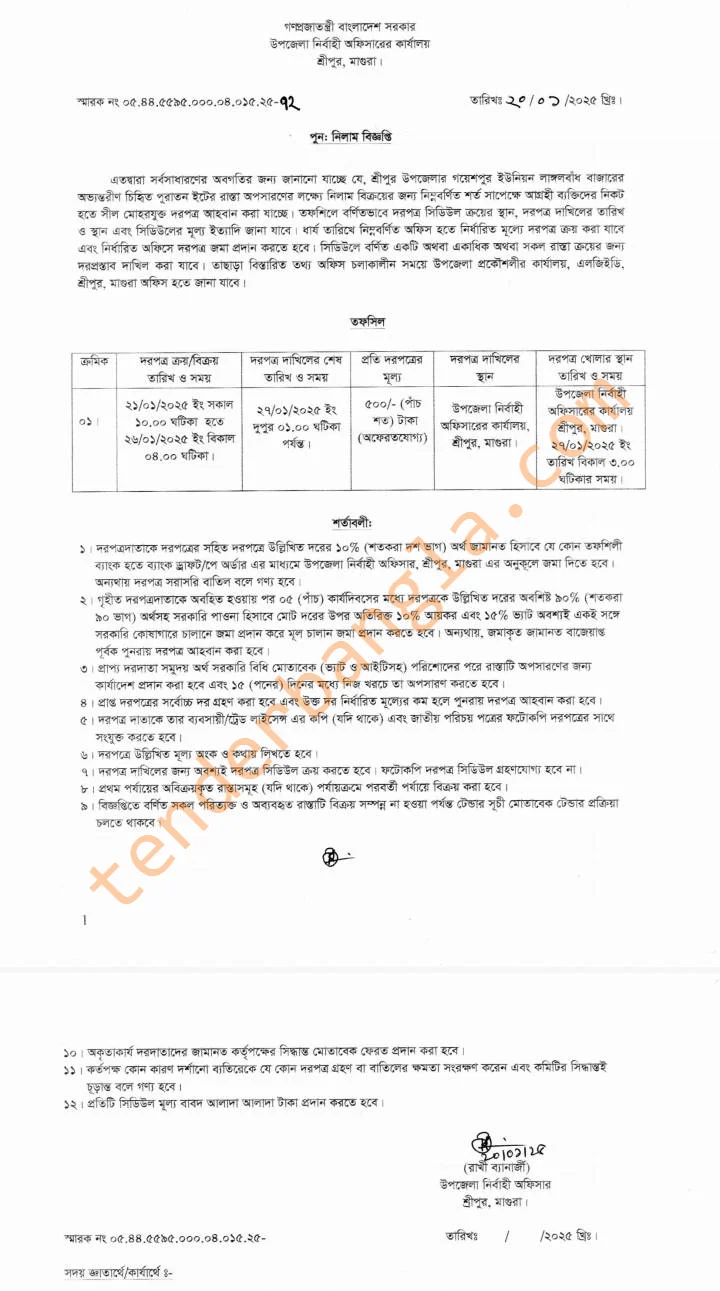 গণপ্রজাতন্ত্রী বাংলাদেশ সরকার
উপজেলা নির্বাহী অফিসারের কার্যালয়
শ্রীপুর, মাগুরা।
স্মারক নং ০৫.৪৪.৫৫৯৫.০০০.০৪.০১৫.২৫-৭২
তারিখঃ ২০/০১/২০২৫ খ্রিঃ।
পুন: নিলাম বিজ্ঞপ্তি
এতদ্বারা সর্বসাধারণের অবগতির জন্য জানানো যাচ্ছে যে, শ্রীপুর উপজেলার গয়েশপুর ইউনিয়ন লাঙ্গলবাঁধ বাজারের
অভ্যন্তরীণ চিহ্নিত পুরাতন ইটের রাস্তা অপসারণের লক্ষ্যে নিলাম বিক্রয়ের জন্য নিম্নবর্ণিত শর্ত সাপেক্ষে আগ্রহী ব্যক্তিদের নিকট
হতে সীল মোহরযুক্ত দরপত্র আহবান করা যাচ্ছে। তফশিলে বর্ণিতভাবে দরপত্র সিডিউল ক্রয়ের স্থান, দরপত্র দাখিলের তারিখ
ও স্থান এবং সিডিউলের মূল্য ইত্যাদি জানা যাবে। ধার্য তারিখে নিম্নবর্ণিত অফিস হতে নির্ধারিত মূল্যে দরপত্র ক্রয় করা যাবে
এবং নির্ধারিত অফিসে দরপত্র জমা প্রদান করতে হবে। সিডিউলে বর্ণিত একটি অথবা একাধিক অথবা সকল রাস্তা ক্রয়ের জন্য
দরপ্রস্তাব দাখিল করা যাবে। তাছাড়া বিস্তারিত তথ্য অফিস চলাকালীন সময়ে উপজেলা প্রকৌশলীর কার্যালয়, এলজিইডি,
শ্রীপুর, মাগুরা অফিস হতে জানা যাবে।
তফসিল
ক্রমিক
দরপত্র ক্রয়/বিক্রয়
তারিখ ও সময়
দরপত্র দাখিলের শেষ
তারিখ ও সময়
প্রতি দরপত্রের
মূল্য
দরপত্র দাখিলের
স্থান
দরপত্র খোলার স্থান
তারিখ ও সময়
০১।
২১/০১/২০২৫ ইং সকাল
১০.০০ ঘটিকা হতে
২৬/০১/২০২৫ ইং বিকাল
০৪.০০ ঘটিকা।
২৭/০১/২০২৫ ইং
দুপুর ০১.০০ ঘটিকা
পর্যন্ত।
৫০০/- (পাঁচ
শত) টাকা
(অফেরতযোগ্য)
উপজেলা নির্বাহী
অফিসারের কার্যালয়,
শ্রীপুর, মাগুরা।
উপজেলা নির্বাহী
অফিসারের কার্যালয়
শ্রীপুর, মাগুরা।
২৭/০১/২০২৫ ইং
তারিখ বিকাল ৩.০০
ঘটিকার সময়।
শর্তাবলী:
১। দরপত্রদাতাকে দরপত্রের সহিত দরপত্রে উল্লিখিত দরের ১০% (শতকরা দশ ভাগ) অর্থ জামানত হিসাবে যে কোন তফশিলী
ব্যাংক হতে ব্যাংক ড্রাফট/পে অর্ডার এর মাধ্যমে উপজেলা নির্বাহী অফিসার, শ্রীপুর, মাগুরা এর অনুকূলে জমা দিতে হবে।
অন্যথায় দরপত্র সরাসরি বাতিল বলে গণ্য হবে।
২। গৃহীত দরপত্রদাতাকে অবহিত হওয়ায় পর ০৫ (পাঁচ) কার্যদিবসের মধ্যে দরপত্রকে উল্লিখিত দরের অবশিষ্ট ৯০% (শতকরা
৯০ ভাগ) অর্থসহ সরকারি পাওনা হিসাবে মোট দরের উপর অতিরিক্ত ১০% আয়কর এবং ১৫% ভ্যাট অবশ্যই একই সঙ্গে
সরকারি কোষাগারে চালানে জমা প্রদান করে মূল চালান জমা প্রদান করতে হবে। অন্যথায়, জমাকৃত জামানত বাজেয়াপ্ত
পূর্বক পুনরায় দরপত্র আহবান করা হবে।
৩। প্রাপ্য দরদাতা সমুদয় অর্থ সরকারি বিধি মোতাবেক (ভ্যাট ও আইটিসহ) পরিশোদের পরে রাস্তাটি অপসারণের জন্য
কার্যাদেশ প্রদান করা হবে এবং ১৫ (পনের) দিনের মধ্যে নিজ খরচে তা অপসারণ করতে হবে।
৪। প্রাপ্ত দরপত্রের সর্বোচ্চ দর গ্রহণ করা হবে এবং উক্ত দর নির্ধারিত মূল্যের কম হলে পুনরায় দরপত্র আহবান করা হবে।
৫। দরপত্র দাতাকে তার ব্যবসায়ী/ট্রেড লাইসেন্স এর কপি (যদি থাকে) এবং জাতীয় পরিচয় পত্রের ফটোকপি দরপত্রের সাথে
সংযুক্ত করতে হবে।
৬। দরপত্রে উল্লিখিত মূল্য অংক ও কথায় লিখতে হবে।
৭। দরপত্র দাখিলের জন্য অবশ্যই দরপত্র সিডিউল ক্রয় করতে হবে। ফটোকপি দরপত্র সিডিউল গ্রহণযোগ্য হবে না।
৮। প্রথম পর্যায়ের অবিক্রয়কৃত রাস্তাসমূহ (যদি থাকে) পর্যায়ক্রমে পরবর্তী পর্যায়ে বিক্রয় করা হবে।
৯। বিজ্ঞপ্তিতে বর্ণিত সকল পরিত্যক্ত ও অব্যবহৃত রাস্তাটি বিক্রয় সম্পন্ন না হওয়া পর্যন্ত টেন্ডার সূচী মোতাবেক টেন্ডার প্রক্রিয়া
চলতে থাকবে।
tenderbangla.com
1
১০। অকৃতাকার্য দরদাতাদের জামানত কর্তৃপক্ষের সিদ্ধান্ত মোতাবেক ফেরত প্রদান করা হবে।
১১। কর্তপক্ষ কোন কারণ দর্শানো ব্যতিরেকে যে কোন দরপত্র গ্রহণ বা বাতিলের ক্ষমতা সংরক্ষণ করেন এবং কমিটির সিদ্ধান্তই
চূড়ান্ত বলে গণ্য হবে।
১২। প্রতিটি সিডিউল মূল্য বাবদ আলাদা আলাদা টাকা প্রদান করতে হবে।
২০/০১/২৫
(রাখী ব্যানার্জী)
উপজেলা নির্বাহী অফিসার
শ্রীপুর, মাগুরা।
স্মারক নং ০৫.৪৪.৫৫৯৫.০০০.০৪.০১৫.২৫-
তারিখঃ / /২০২৫ খ্রিঃ।
সদয় জ্ঞাতার্থে/কার্যার্থে ঃ-